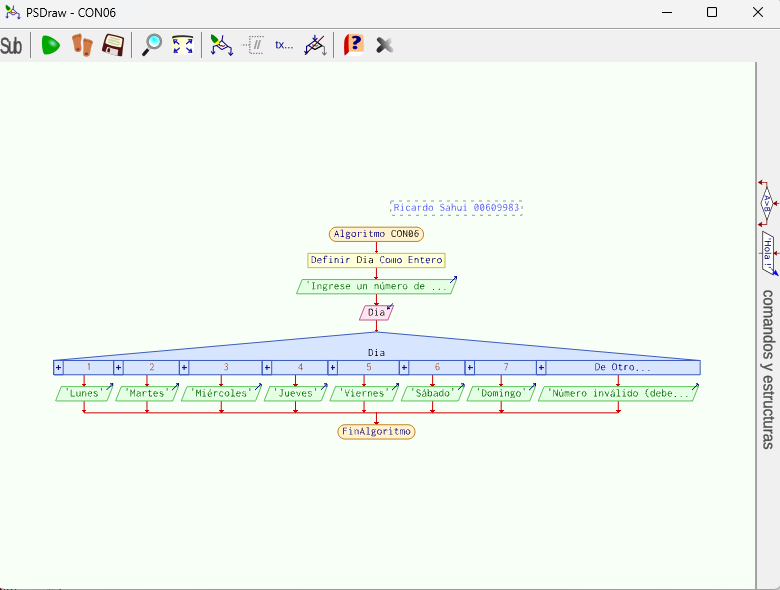 PSDraw - CON06
Sub
tx...
?
Ricardo Sahui 00609983
Algoritmo CON06
Definir Dia Como Entero
'Ingrese un número de ...
Dia
Dia
+ 1 + 2 + 3 + 4 + 5 + 6 + 7 + De Otro...
'Lunes' 'Martes' 'Miércoles' 'Jueves' 'Viernes' 'Sábado' 'Domingo' 'Número inválido (debe...
FinAlgoritmo
A>B
'Hola !'
comandos y estructuras